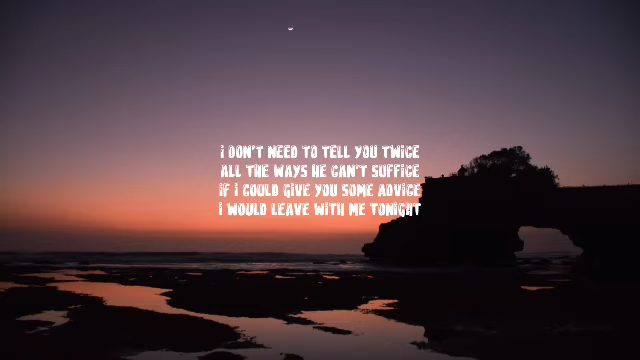 I DON'T NEED TO TELL YOU TWICE
ALL THE WAYS HE CAN'T SUFFICE
IF I COULD GIVE YOU SOME ADVICE
I WOULD LEAVE WITH ME TONIGHT